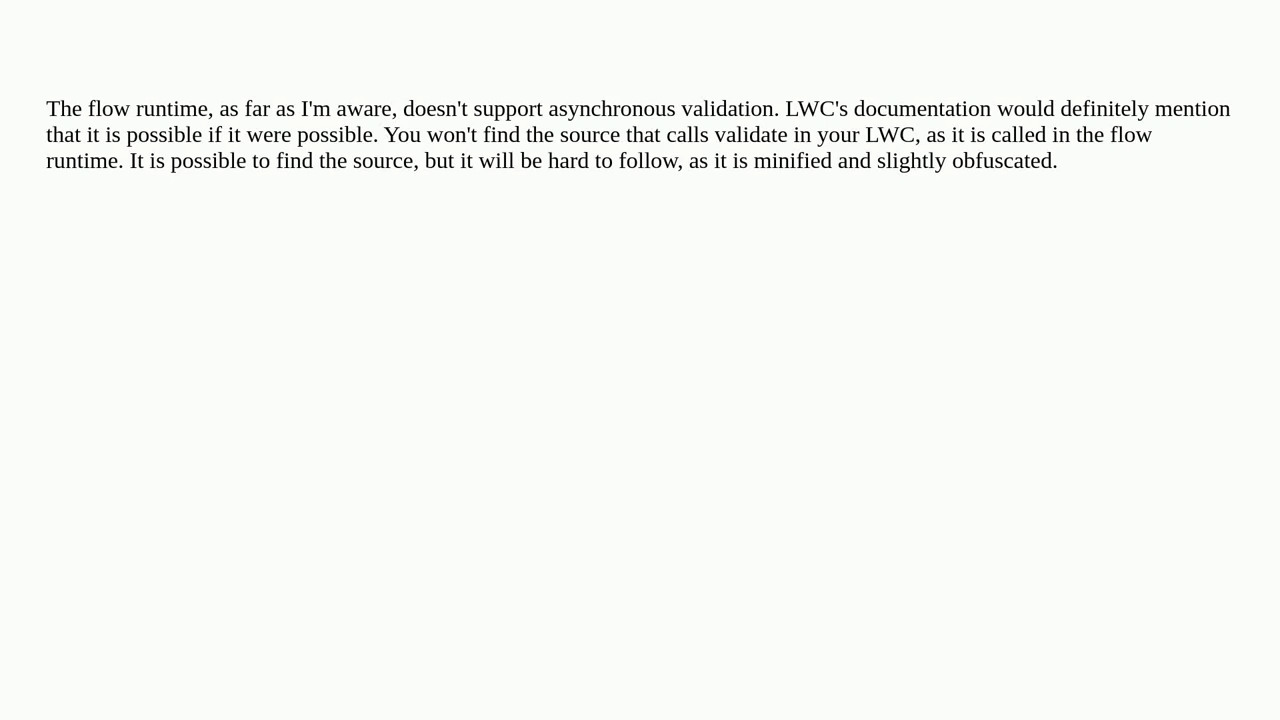 The flow runtime, as far as I'm aware, doesn't support asynchronous validation. LWC's documentation would definitely mention
that it is possible if it were possible. You won't find the source that calls validate in your LWC, as it is called in the flow
runtime. It is possible to find the source, but it will be hard to follow, as it is minified and slightly obfuscated.